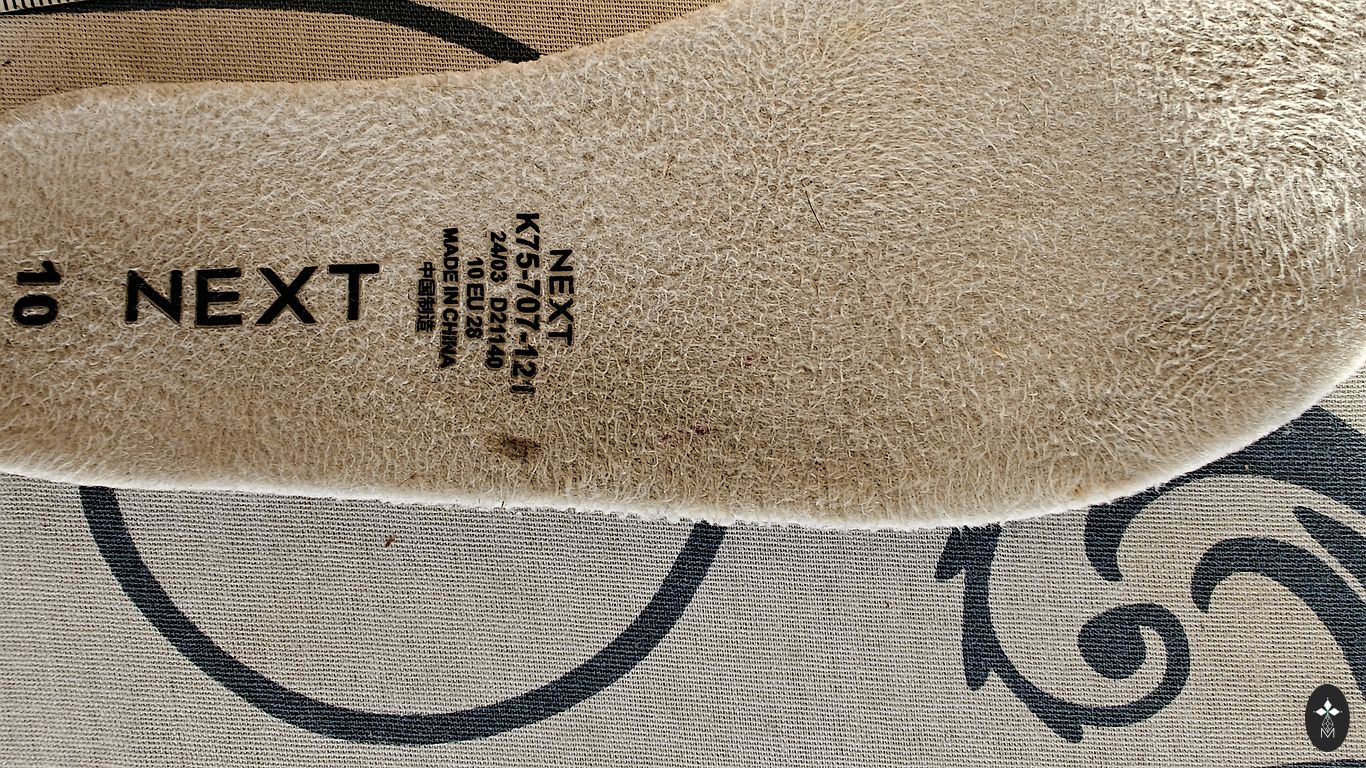 10
NEXT
NEXT
K75-707-121
24/03 D21140
10 EU 28
MADE IN CHINA
中国制造
M